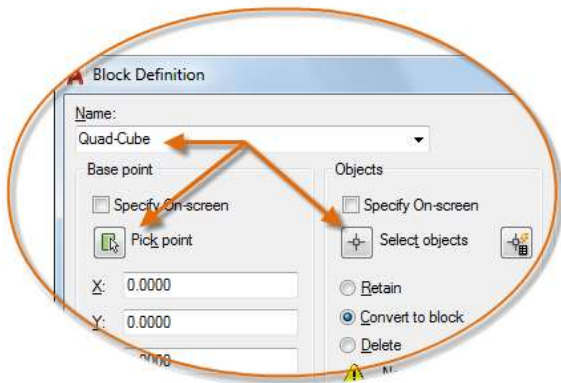 Block Definition
Name:
Quad-Cube
Base point
Specify On-screen
Pick point
X: 0.0000
Y: 0.0000
Objects
Specify On-screen
Select objects
Retain
Convert to block
Delete